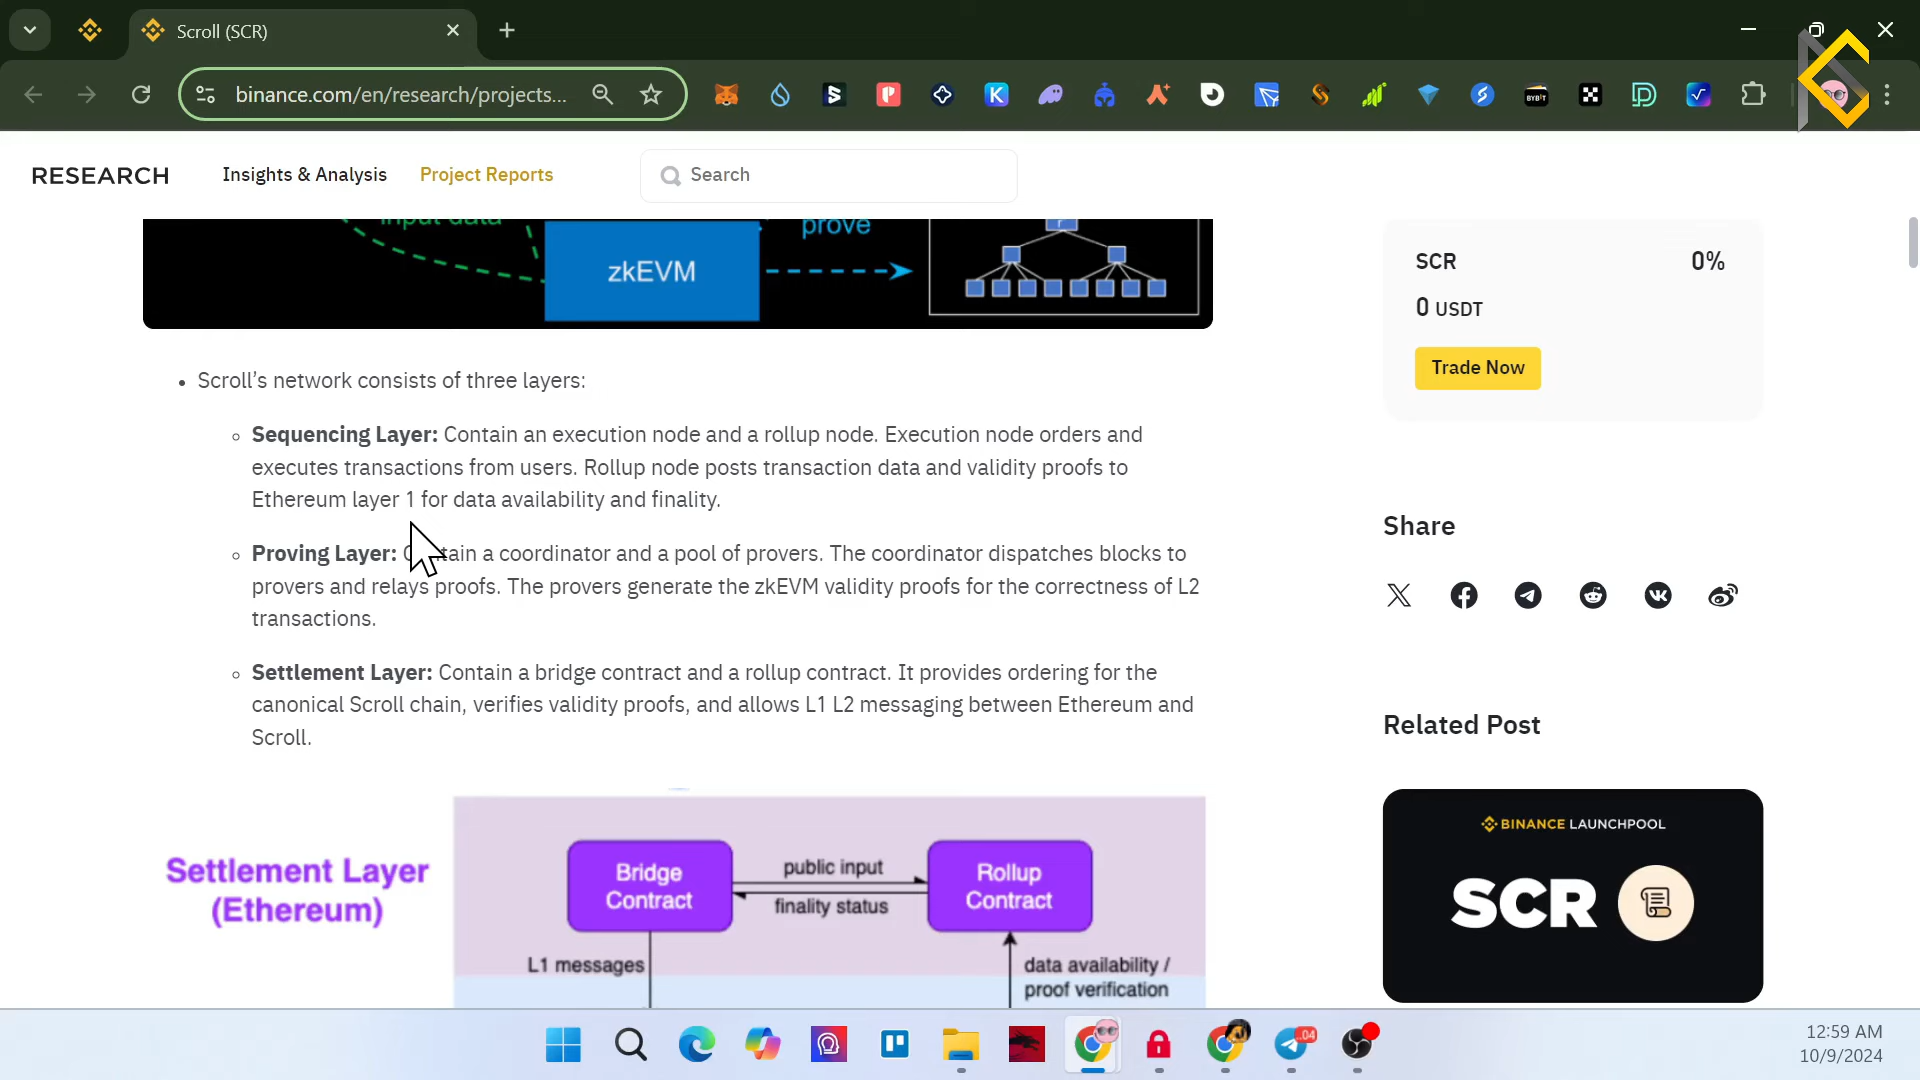 Scroll (SCR)
binance.com/en/research/projects...
RESEARCH
Insights & Analysis
Project Reports
Search
input data
prove
zkEVM
SCR
0%
0 USDT
Trade Now
Scroll’s network consists of three layers:
Sequencing Layer: Contain an execution node and a rollup node. Execution node orders and
executes transactions from users. Rollup node posts transaction data and validity proofs to
Ethereum layer 1 for data availability and finality.
Proving Layer: Contain a coordinator and a pool of provers. The coordinator dispatches blocks to
provers and relays proofs. The provers generate the zkEVM validity proofs for the correctness of L2
transactions.
Settlement Layer: Contain a bridge contract and a rollup contract. It provides ordering for the
canonical Scroll chain, verifies validity proofs, and allows L1 L2 messaging between Ethereum and
Scroll.
Share
Related Post
BINANCE LAUNCHPOOL
SCR
Settlement Layer
(Ethereum)
Bridge
Contract
public input
finality status
Rollup
Contract
L1 messages
data availability /
proof verification
12:59 AM
10/9/2024